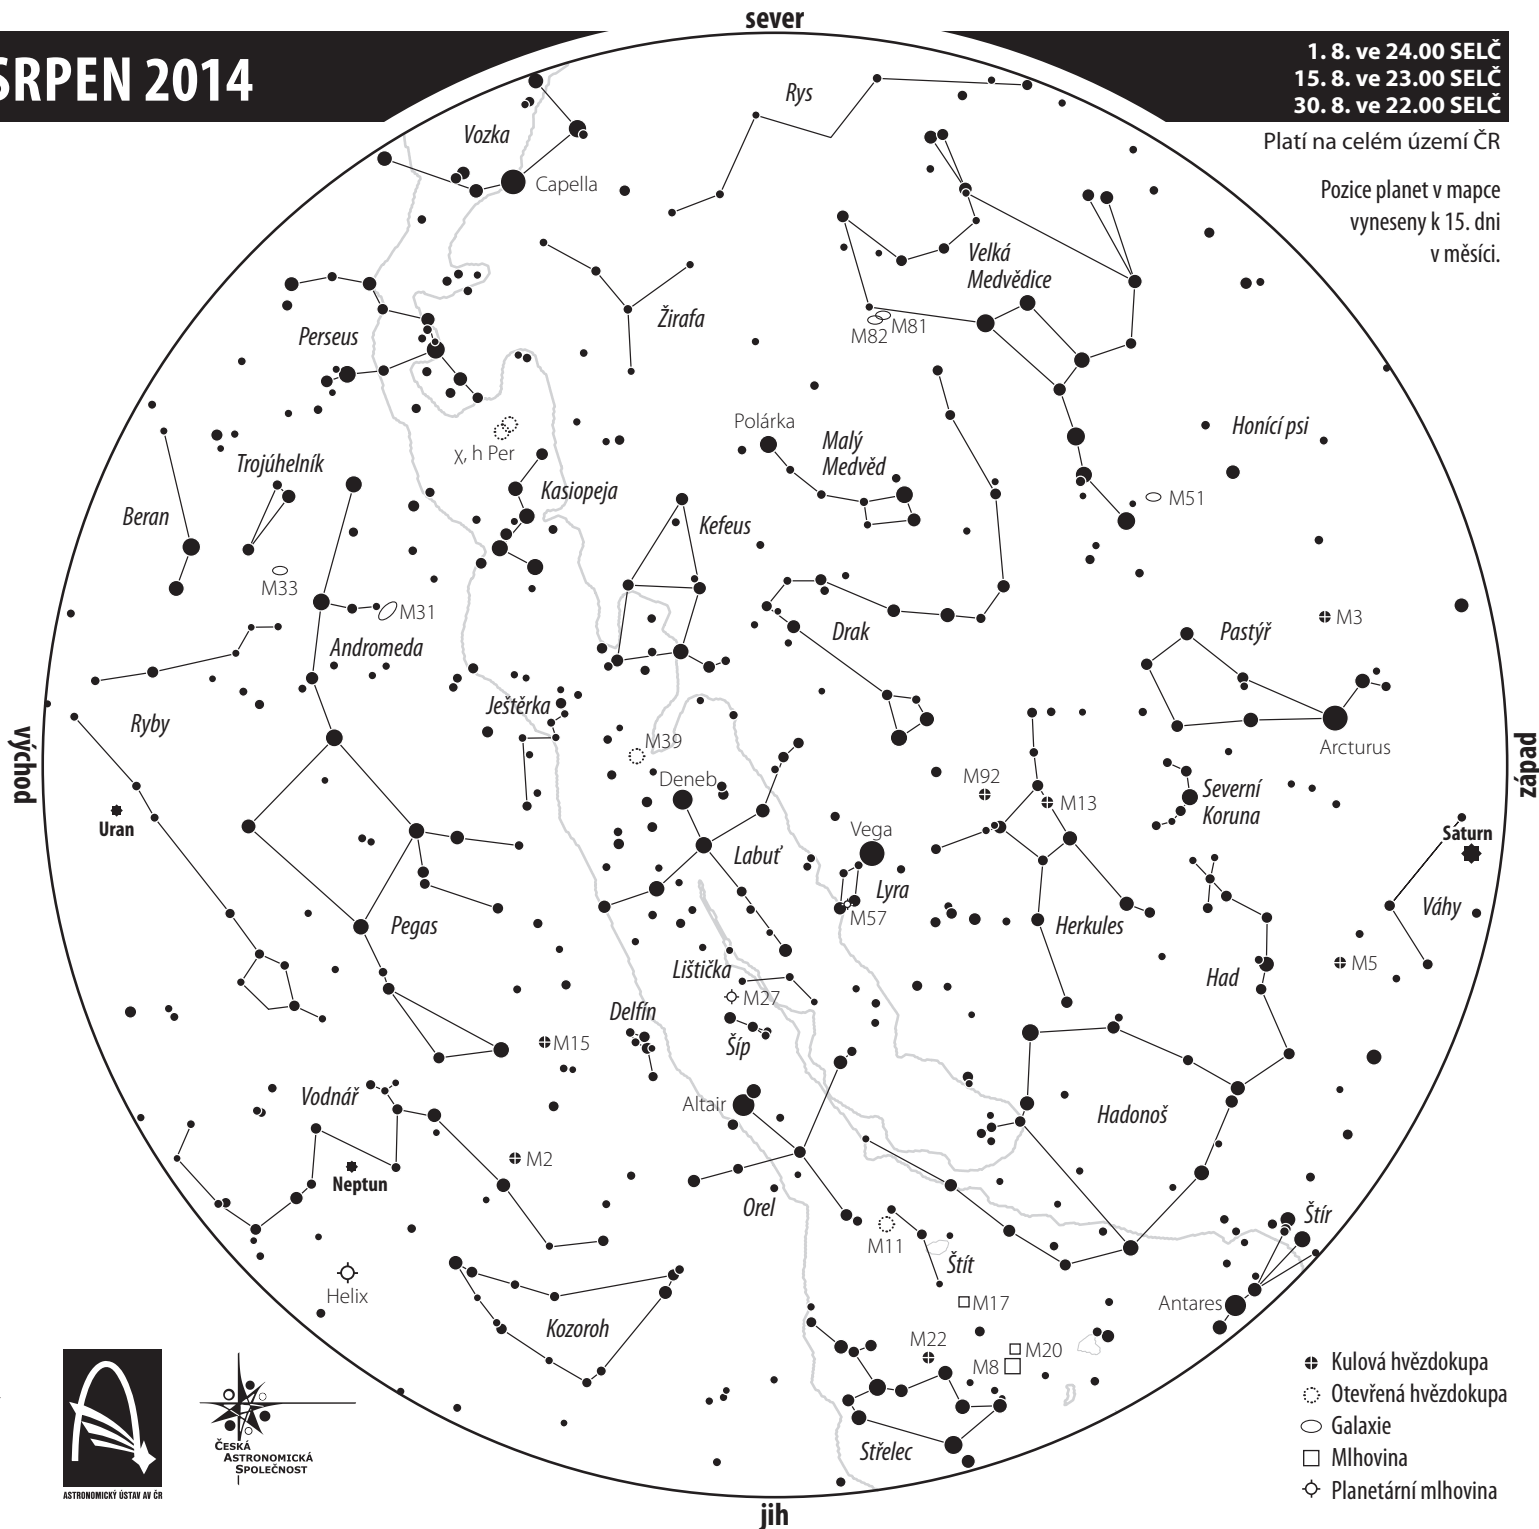 sever
SRPEN 2014
1. 8. ve 24.00 SELČ
15. 8. ve 23.00 SELČ
30. 8. ve 22.00 SELČ
Platí na celém území ČR
Pozice planet v mapce
vyneseny k 15. dni
v měsíci.
Rys
Vozka
Capella
Velká
Medvědice
Žirafa
Perseus
M82
M81
Polárka
Malý
Medvěd
Honící psi
χ, h Per
Trojúhelník
Kasiopeja
M51
Beran
Kefeus
M33
M31
M3
Andromeda
Drak
Pastýř
Ryby
Ještěrka
M39
Arcturus
východ
západ
Deneb
M92
M13
Severní
Koruna
Uran
Vega
Saturn
Labuť
Lyra
M57
Váhy
Pegas
Herkules
Lištička
M5
Had
M27
Delfín
M15
Šíp
Vodnář
Altair
Hadonoš
M2
Neptun
Orel
Štír
M11
Štít
Helix
Antares
M17
Kozoroh
M22
M20
M8
Střelec
Kulová hvězdokupa
Otevřená hvězdokupa
Galaxie
Mlhovina
Planetární mlhovina
ČESKÁ
ASTRONOMICKÁ
SPOLEČNOST
ASTRONOMICKÝ ÚSTAV AV ČR
jih